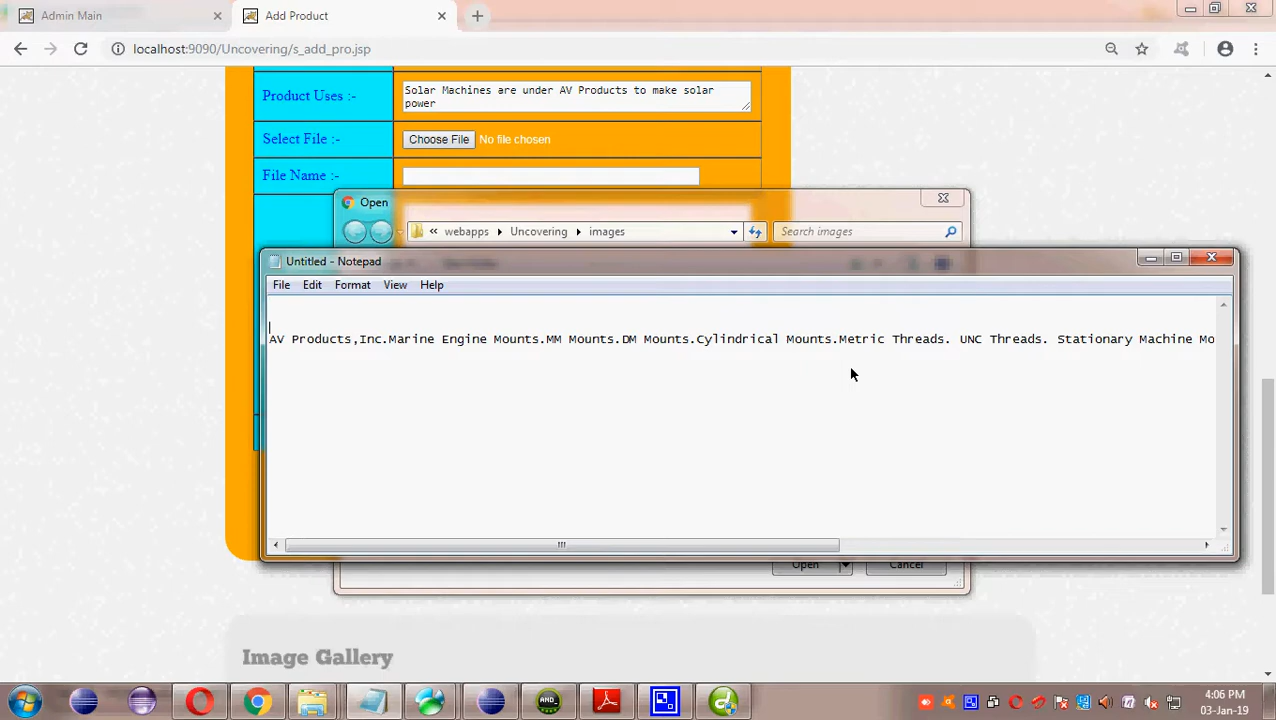 Admin Main
Add Product
localhost:9090/Uncovering/s_add_pro.jsp
Product Uses :-
Solar Machines are under AV Products to make solar
power
Select File :-
Choose File No file chosen
File Name :-
Open
webapps Uncovering images
Search images
Untitled - Notepad
File Edit Format View Help
AV Products,Inc.Marine Engine Mounts.MM Mounts.DM Mounts.Cylindrical Mounts.Metric Threads. UNC Threads. Stationary Machine Mo
Open Cancel
Image Gallery
AND_
4:06 PM
03-Jan-19